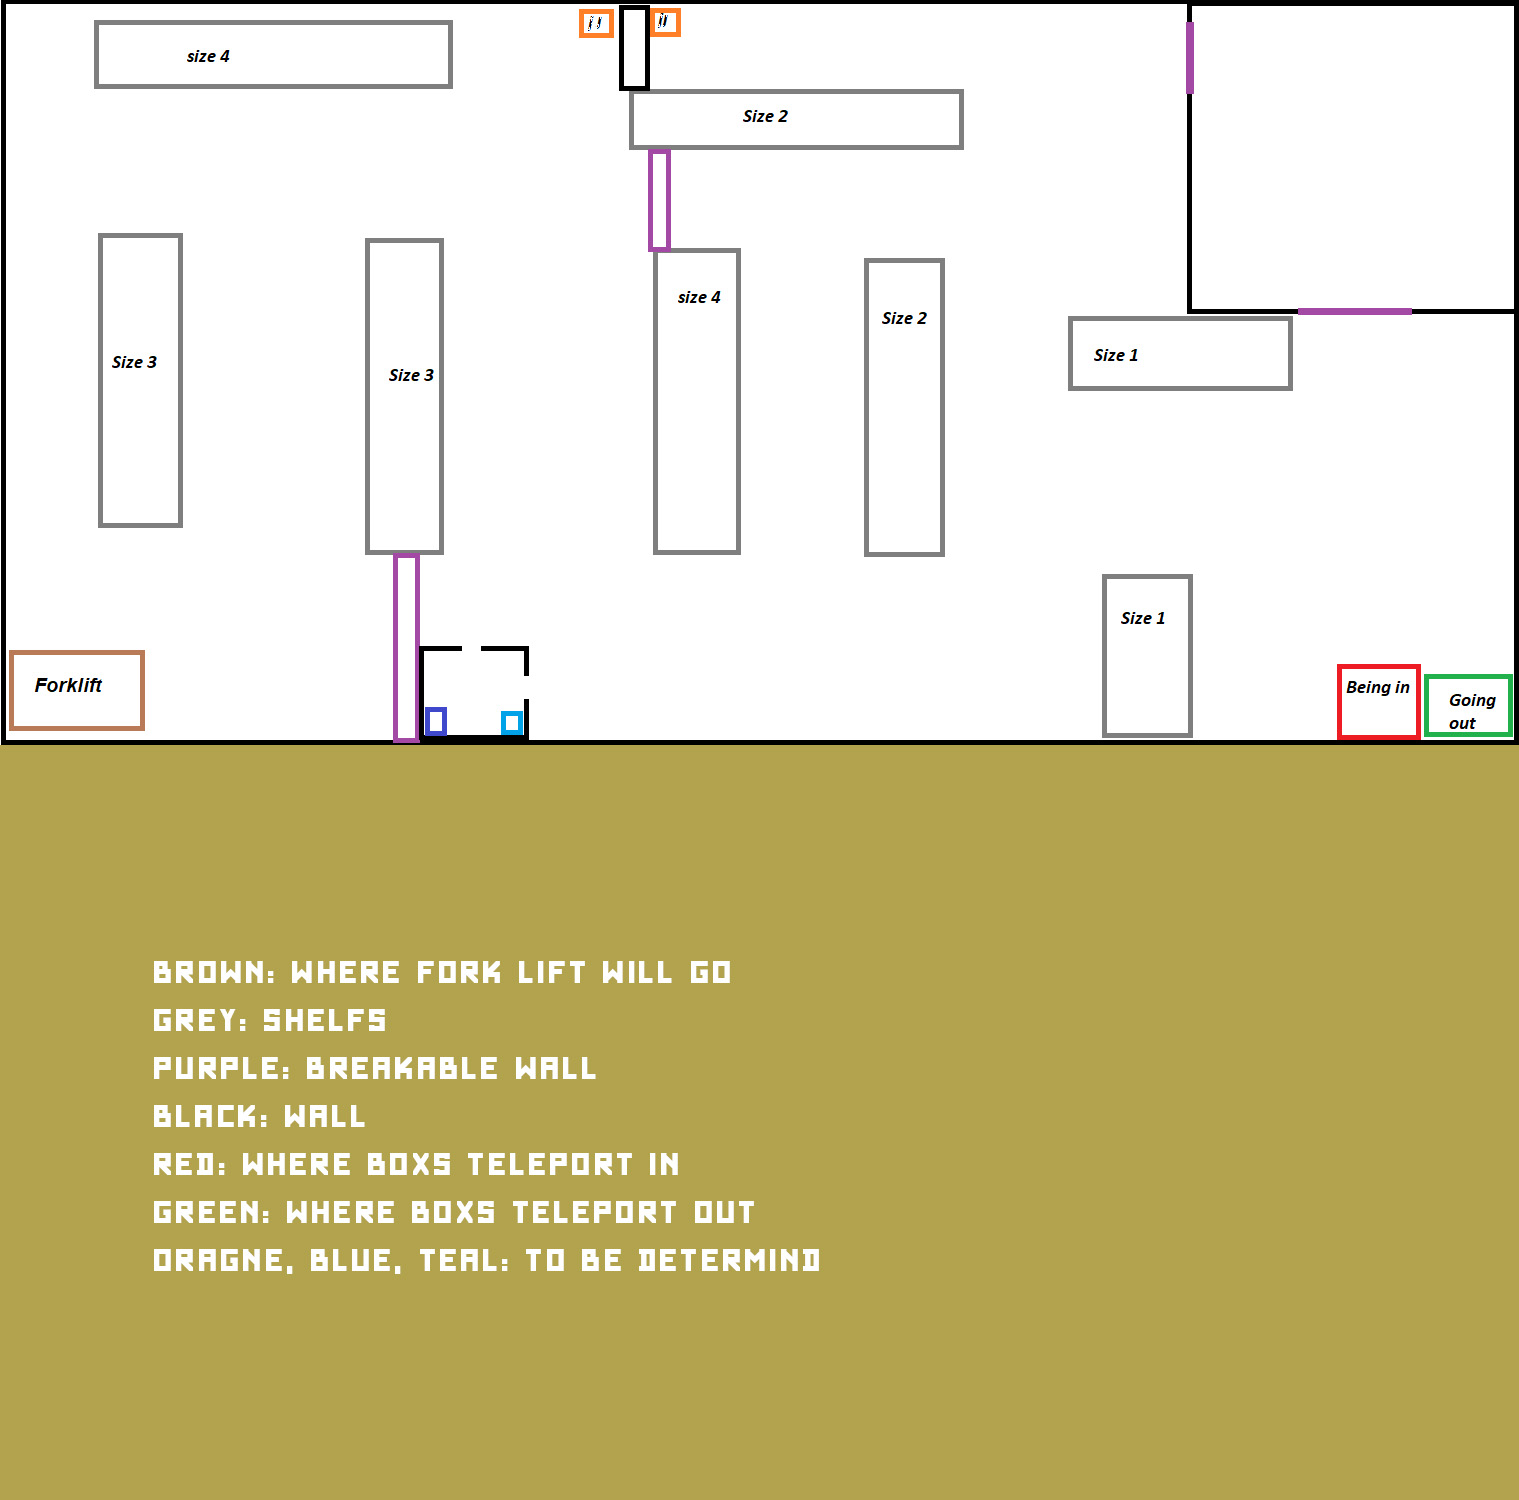 size 4
Size 2
size 4
Size 2
Size 3
Size 3
Size 1
Size 1
Forklift
Being in
Going
out
BROWN: WHERE FORK LIFT WILL GO
GREY: SHELFS
PURPLE: BREAKABLE WALL
BLACK: WALL
RED: WHERE BOXS TELEPORT IN
GREEN: WHERE BOXS TELEPORT OUT
ORAGNE, BLUE, TEAL: TO BE DETERMIND